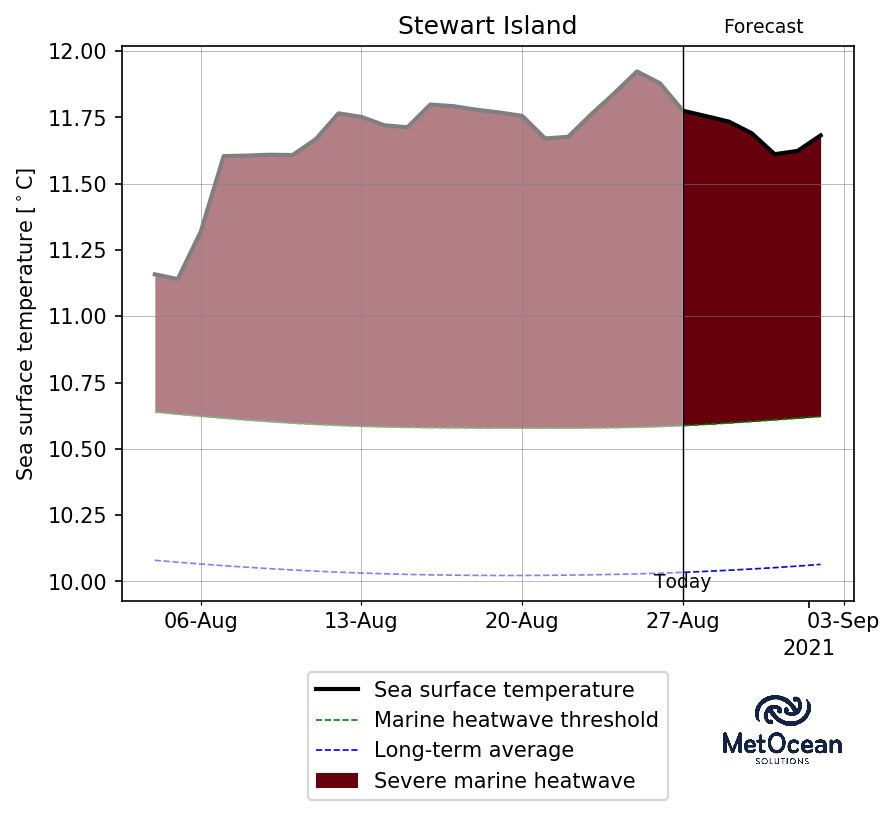 Stewart Island
Forecast
Sea surface temperature [°C]
12.00
11.75
11.50
11.25
11.00
10.75
10.50
10.25
10.00
Today
06-Aug
13-Aug
20-Aug
27-Aug
03-Sep
2021
Sea surface temperature
Marine heatwave threshold
Long-term average
Severe marine heatwave
MetOcean
SOLUTIONS